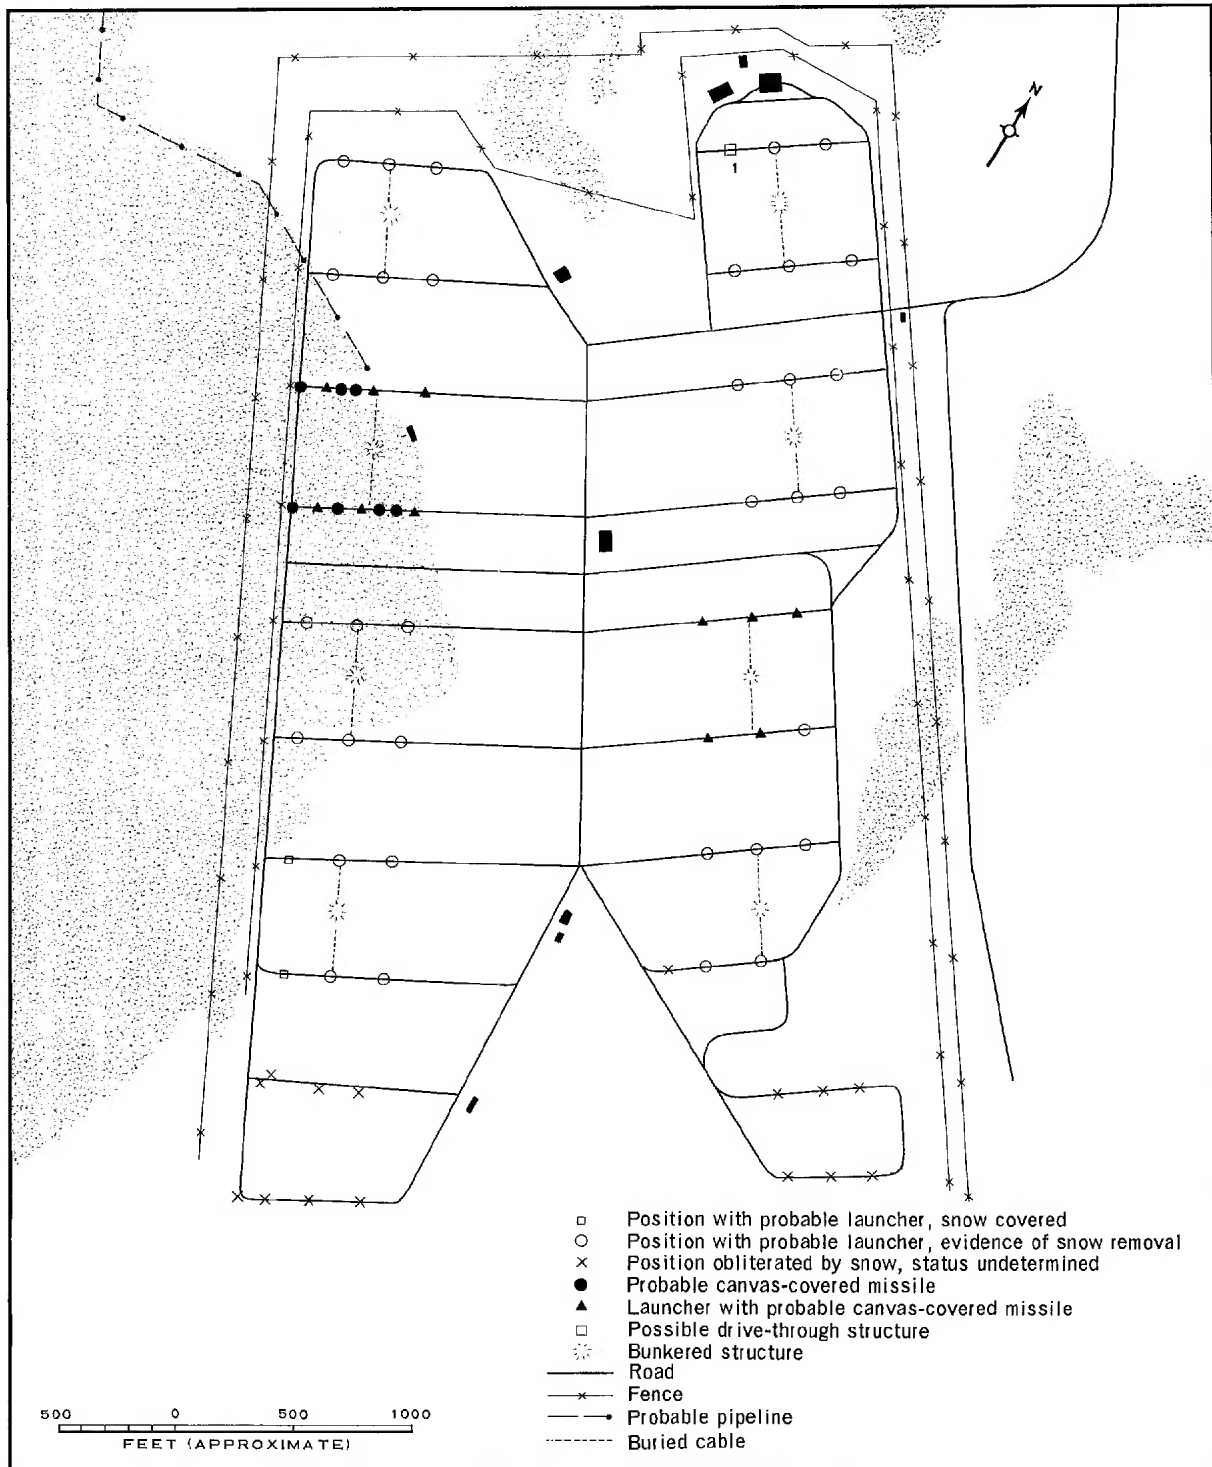 N
1
Position with probable launcher, snow covered
Position with probable launcher, evidence of snow removal
Position obliterated by snow, status undetermined
Probable canvas-covered missile
Launcher with probable canvas-covered missile
Possible drive-through structure
Bunkered structure
Road
Fence
Probable pipeline
Buried cable
500 0 500 1000
FEET (APPROXIMATE)